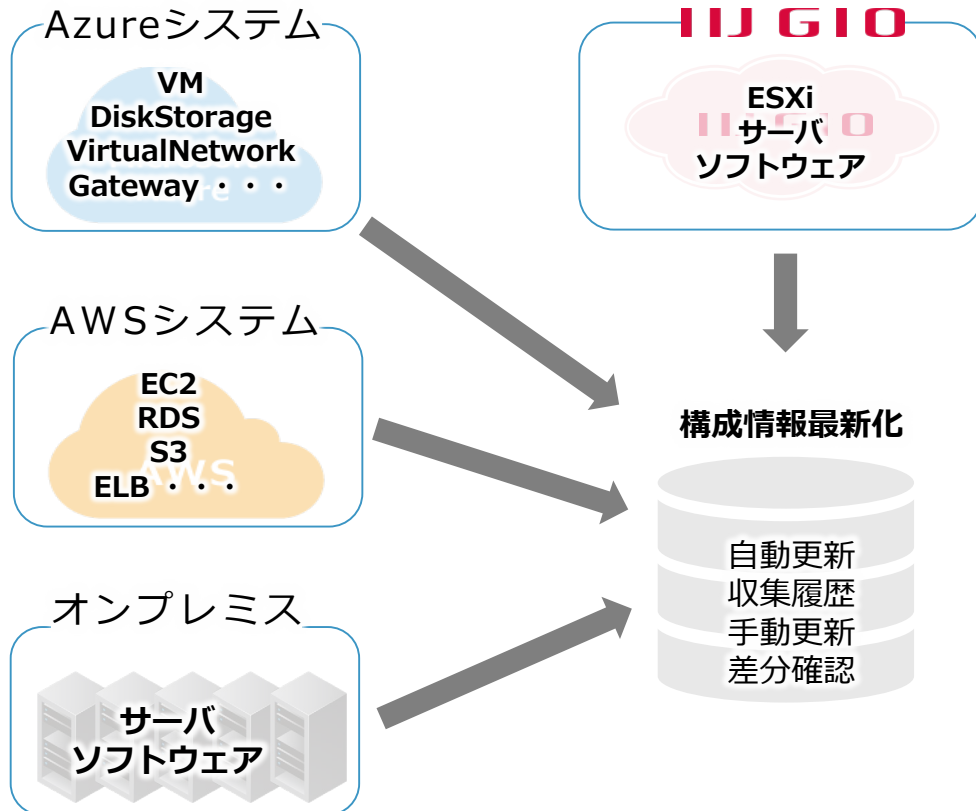 Azureシステム
VM
DiskStorage
VirtualNetwork
Gateway ・・・
IIJ GIO
IIJ GIO
ESXi
サーバ
ソフトウェア
AWSシステム
EC2
RDS
S3
AWS
ELB ・・・
オンプレミス
サーバ
ソフトウェア
構成情報最新化
自動更新
収集履歴
手動更新
差分確認